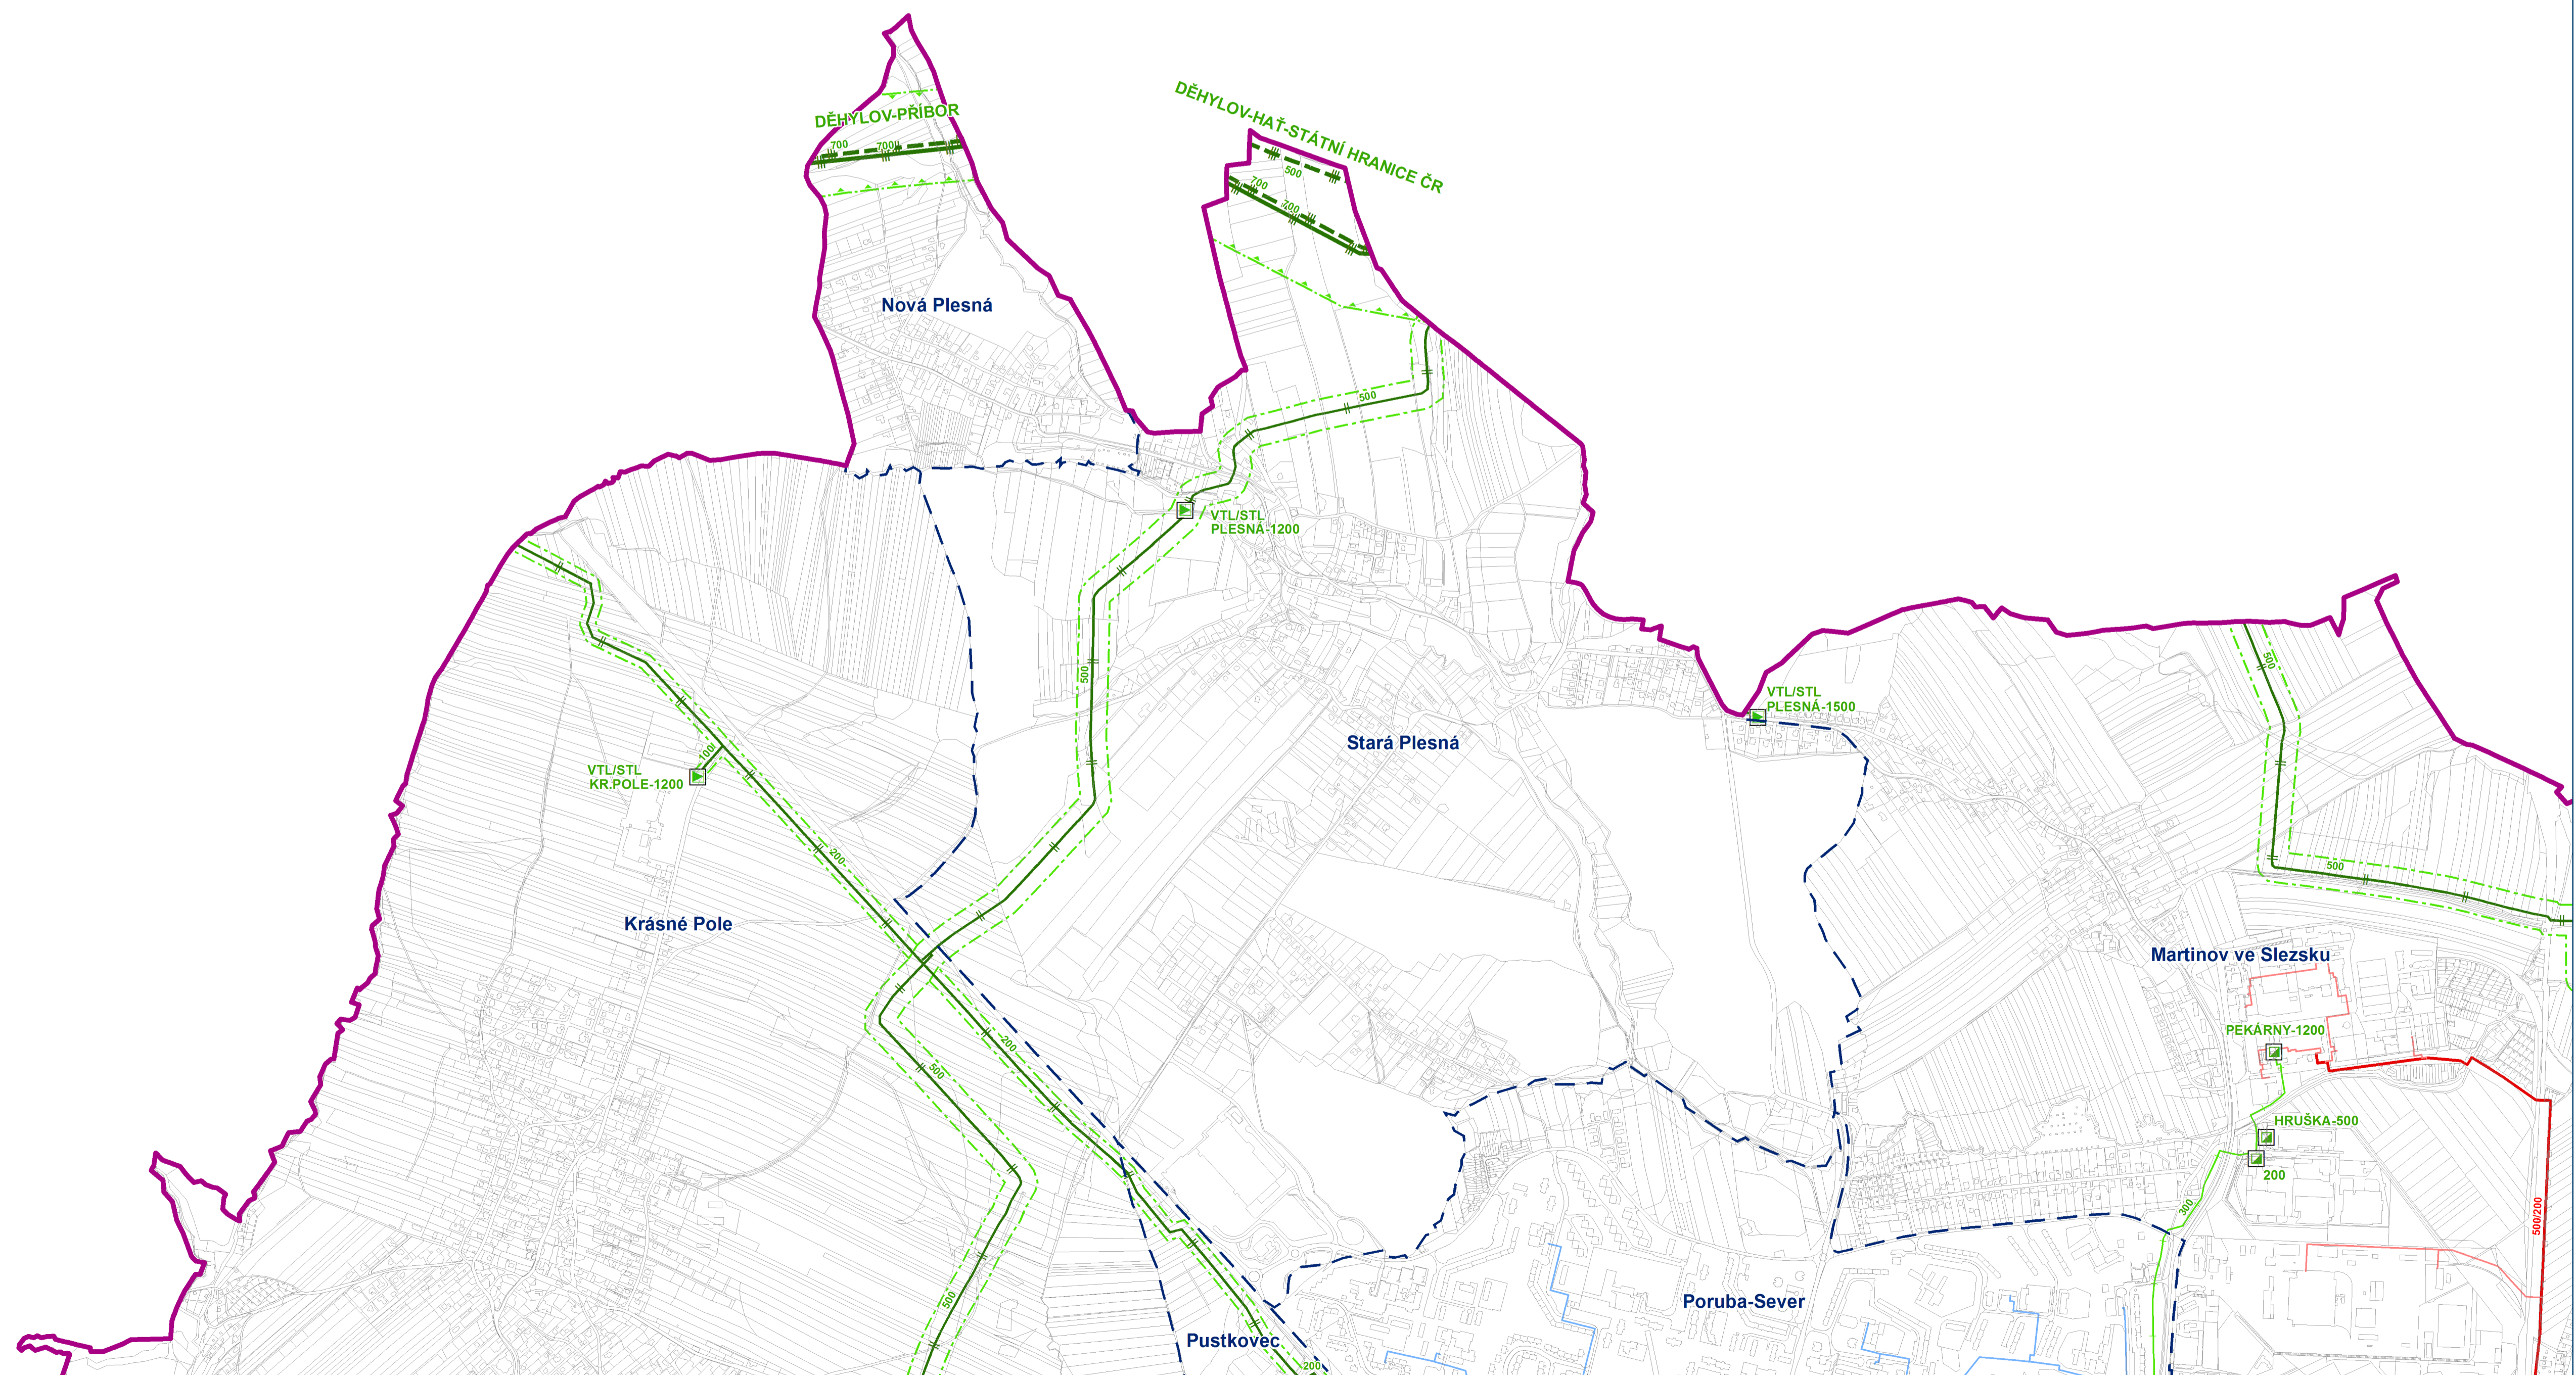 DĚHYLOV-PŘÍBOR
700
700
DĚHYLOV-HAŤ-STÁTNÍ HRANICE ČR
500
700
700
Nová Plesná
500
VTL/STL
PLESNÁ-1200
500
VTL/STL
PLESNÁ-1500
500
Stará Plesná
100
VTL/STL
KR.POLE-1200
200
500
Krásné Pole
Martinov ve Slezsku
PEKÁRNY-1200
200
500
HRUŠKA-500
200
300
500/200
500
Poruba-Sever
Pustkovec
200